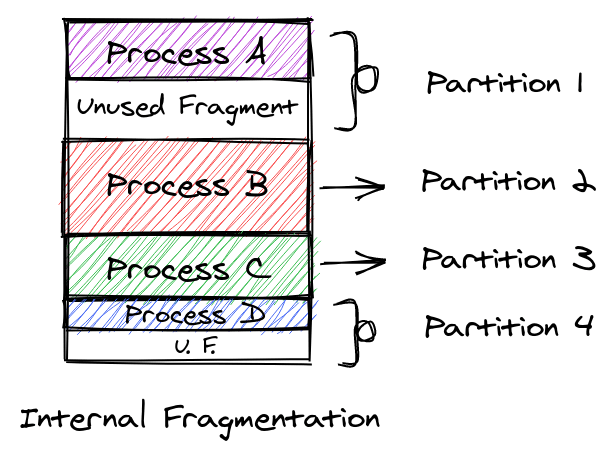 Process A
Unused Fragment
Partition 1
Process B
Partition 2
Process C
Partition 3
Process D
U. F.
Partition 4
Internal Fragmentation